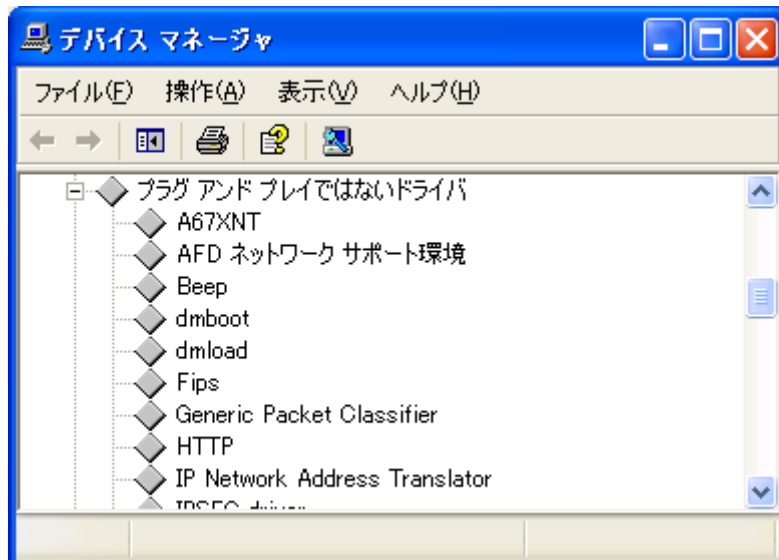 デバイス マネージャ
ファイル(F) 操作(A) 表示(V) ヘルプ(H)
プラグ アンド プレイではないドライバ
A67XNT
AFD ネットワーク サポート環境
Beep
dmboot
dmload
Fips
Generic Packet Classifier
HTTP
IP Network Address Translator
IPSEC driver